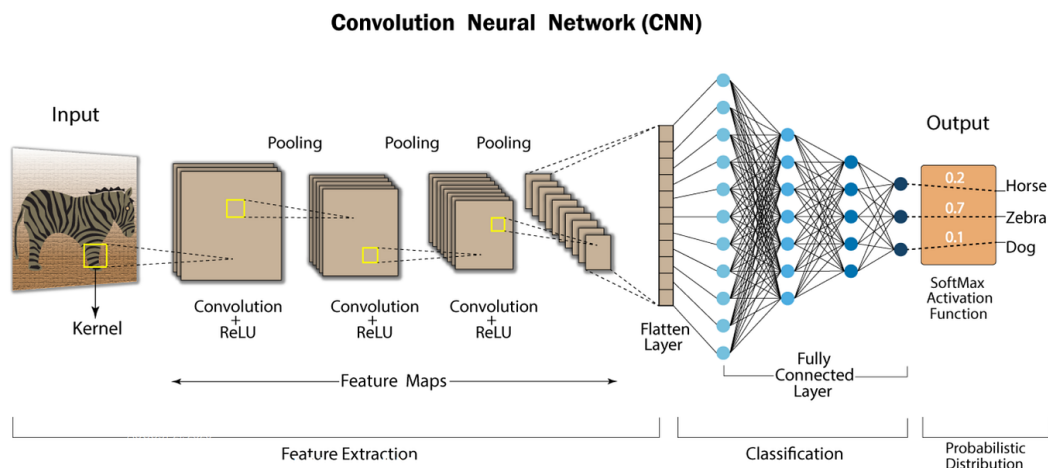 Convolution Neural Network (CNN)
Input
Kernel
Pooling
Pooling
Pooling
Convolution
+
ReLU
Convolution
+
ReLU
Convolution
+
ReLU
Feature Maps
Flatten
Layer
Fully
Connected
Layer
Output
0.2
Horse
0.7
Zebra
0.1
Dog
SoftMax
Activation
Function
Feature Extraction
Classification
Probabilistic
Distribution